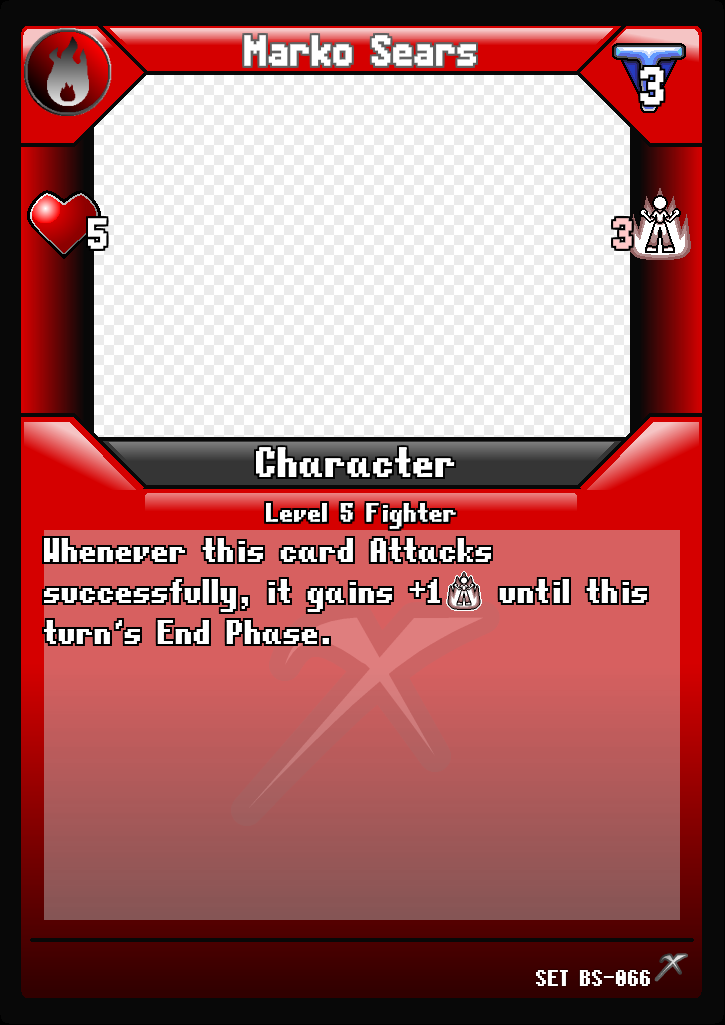 Marko Sears
3
5
3
Character
Level 5 Fighter
Whenever this card Attacks
successfully, it gains +1 until this
turn's End Phase.
SET BS-066